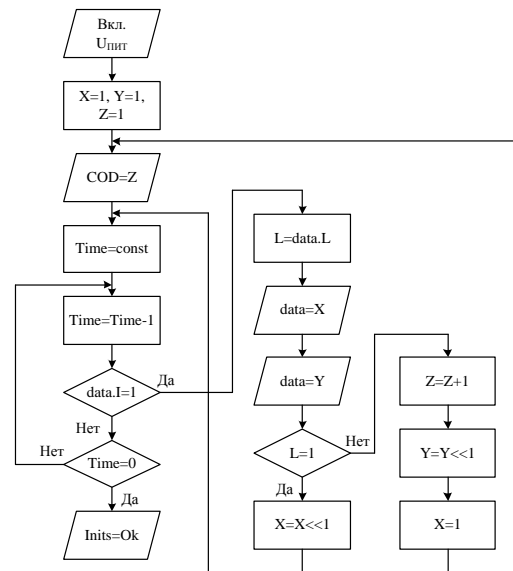 Вкл.
UПИТ
X=1, Y=1,
Z=1
COD=Z
Time=const
Time=Time-1
data.I=1
Да
Нет
Time=0
Нет
Да
Inits=Ok
L=data.L
data=X
data=Y
L=1
Нет
Да
X=X<<1
Z=Z+1
Y=Y<<1
X=1